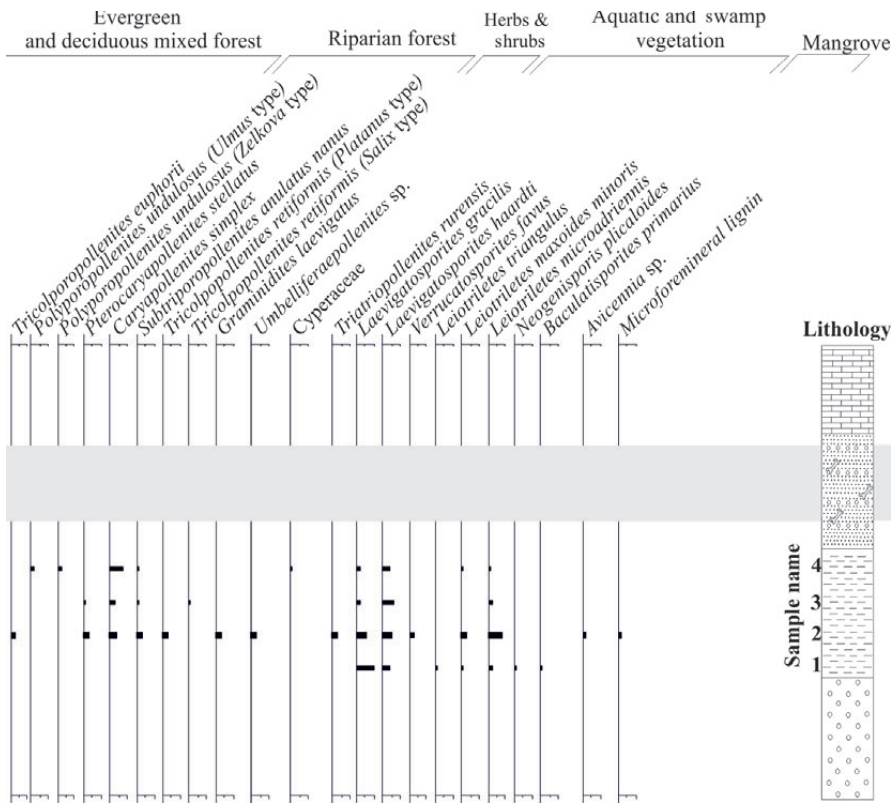 Evergreen
and deciduous mixed forest
Riparian forest
Herbs &
shrubs
Aquatic and swamp
vegetation
Mangrove
Tricolporopollenites euphorii
Polyporopollenites undulosus (Ulmus type)
Polyporopollenites undulosus (Zelkova type)
Pterocaryapollenites stellatus
Caryapollenites simplex
Subtriporopollenites anulatus nanus
Tricolpopollenites retiformis (Platanus type)
Tricolpopollenites retiformis (Salix type)
Graminidites laevigatus
Umbelliferaepollenites sp.
Cyperaceae
Triatriopollenites rurensis
Laevigatosporites gracilis
Laevigatosporites haardti
Verrucatosporites favus
Leiotriletes triangulus
Leiotriletes maxoides minoris
Leiotriletes microadriennis
Neogenisporis plicaloides
Baculatisporites primarius
Avicennia sp.
Microforemineral lignin
Lithology
Sample name
4
3
2
1